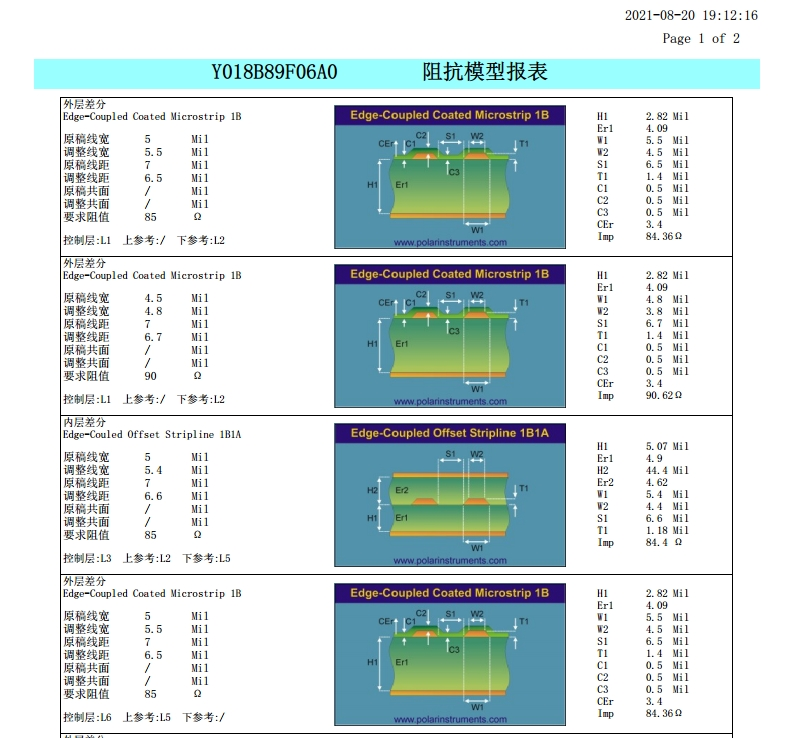 2021-08-20 19:12:16
Page 1 of 2
Y018B89F06A0 阻抗模型报表
外层差分
Edge-Coupled Coated Microstrip 1B
原稿线宽 5 Mil
调整线宽 5.5 Mil
原稿线距 7 Mil
调整线距 6.5 Mil
原稿共面 / Mil
调整共面 / Mil
要求阻值 85 Ω
控制层:L1 上参考:/ 下参考:L2
Edge-Coupled Coated Microstrip 1B
C2 S1 W2
CEr C1 T1
C3
H1 Er1
W1
www.polarinstruments.com
H1 2.82 Mil
Er1 4.09
W1 5.5 Mil
W2 4.5 Mil
S1 6.5 Mil
T1 1.4 Mil
C1 0.5 Mil
C2 0.5 Mil
C3 0.5 Mil
CEr 3.4
Imp 84.36Ω
外层差分
Edge-Coupled Coated Microstrip 1B
原稿线宽 4.5 Mil
调整线宽 4.8 Mil
原稿线距 7 Mil
调整线距 6.7 Mil
原稿共面 / Mil
调整共面 / Mil
要求阻值 90 Ω
控制层:L1 上参考:/ 下参考:L2
Edge-Coupled Coated Microstrip 1B
C2 S1 W2
CEr C1 T1
C3
H1 Er1
W1
www.polarinstruments.com
H1 2.82 Mil
Er1 4.09
W1 4.8 Mil
W2 3.8 Mil
S1 6.7 Mil
T1 1.4 Mil
C1 0.5 Mil
C2 0.5 Mil
C3 0.5 Mil
CEr 3.4
Imp 90.62Ω
内层差分
Edge-Couled Offset Stripline 1B1A
原稿线宽 5 Mil
调整线宽 5.4 Mil
原稿线距 7 Mil
调整线距 6.6 Mil
原稿共面 / Mil
调整共面 / Mil
要求阻值 85 Ω
控制层:L3 上参考:L2 下参考:L5
Edge-Coupled Offset Stripline 1B1A
S1 W2
H2 Er2 T1
H1 Er1
W1
www.polarinstruments.com
H1 5.07 Mil
Er1 4.9
H2 44.4 Mil
Er2 4.62
W1 5.4 Mil
W2 4.4 Mil
S1 6.6 Mil
T1 1.18 Mil
Imp 84.4 Ω
外层差分
Edge-Coupled Coated Microstrip 1B
原稿线宽 5 Mil
调整线宽 5.5 Mil
原稿线距 7 Mil
调整线距 6.5 Mil
原稿共面 / Mil
调整共面 / Mil
要求阻值 85 Ω
控制层:L6 上参考:L5 下参考:/
Edge-Coupled Coated Microstrip 1B
C2 S1 W2
CEr C1 T1
C3
H1 Er1
W1
www.polarinstruments.com
H1 2.82 Mil
Er1 4.09
W1 5.5 Mil
W2 4.5 Mil
S1 6.5 Mil
T1 1.4 Mil
C1 0.5 Mil
C2 0.5 Mil
C3 0.5 Mil
CEr 3.4
Imp 84.36Ω